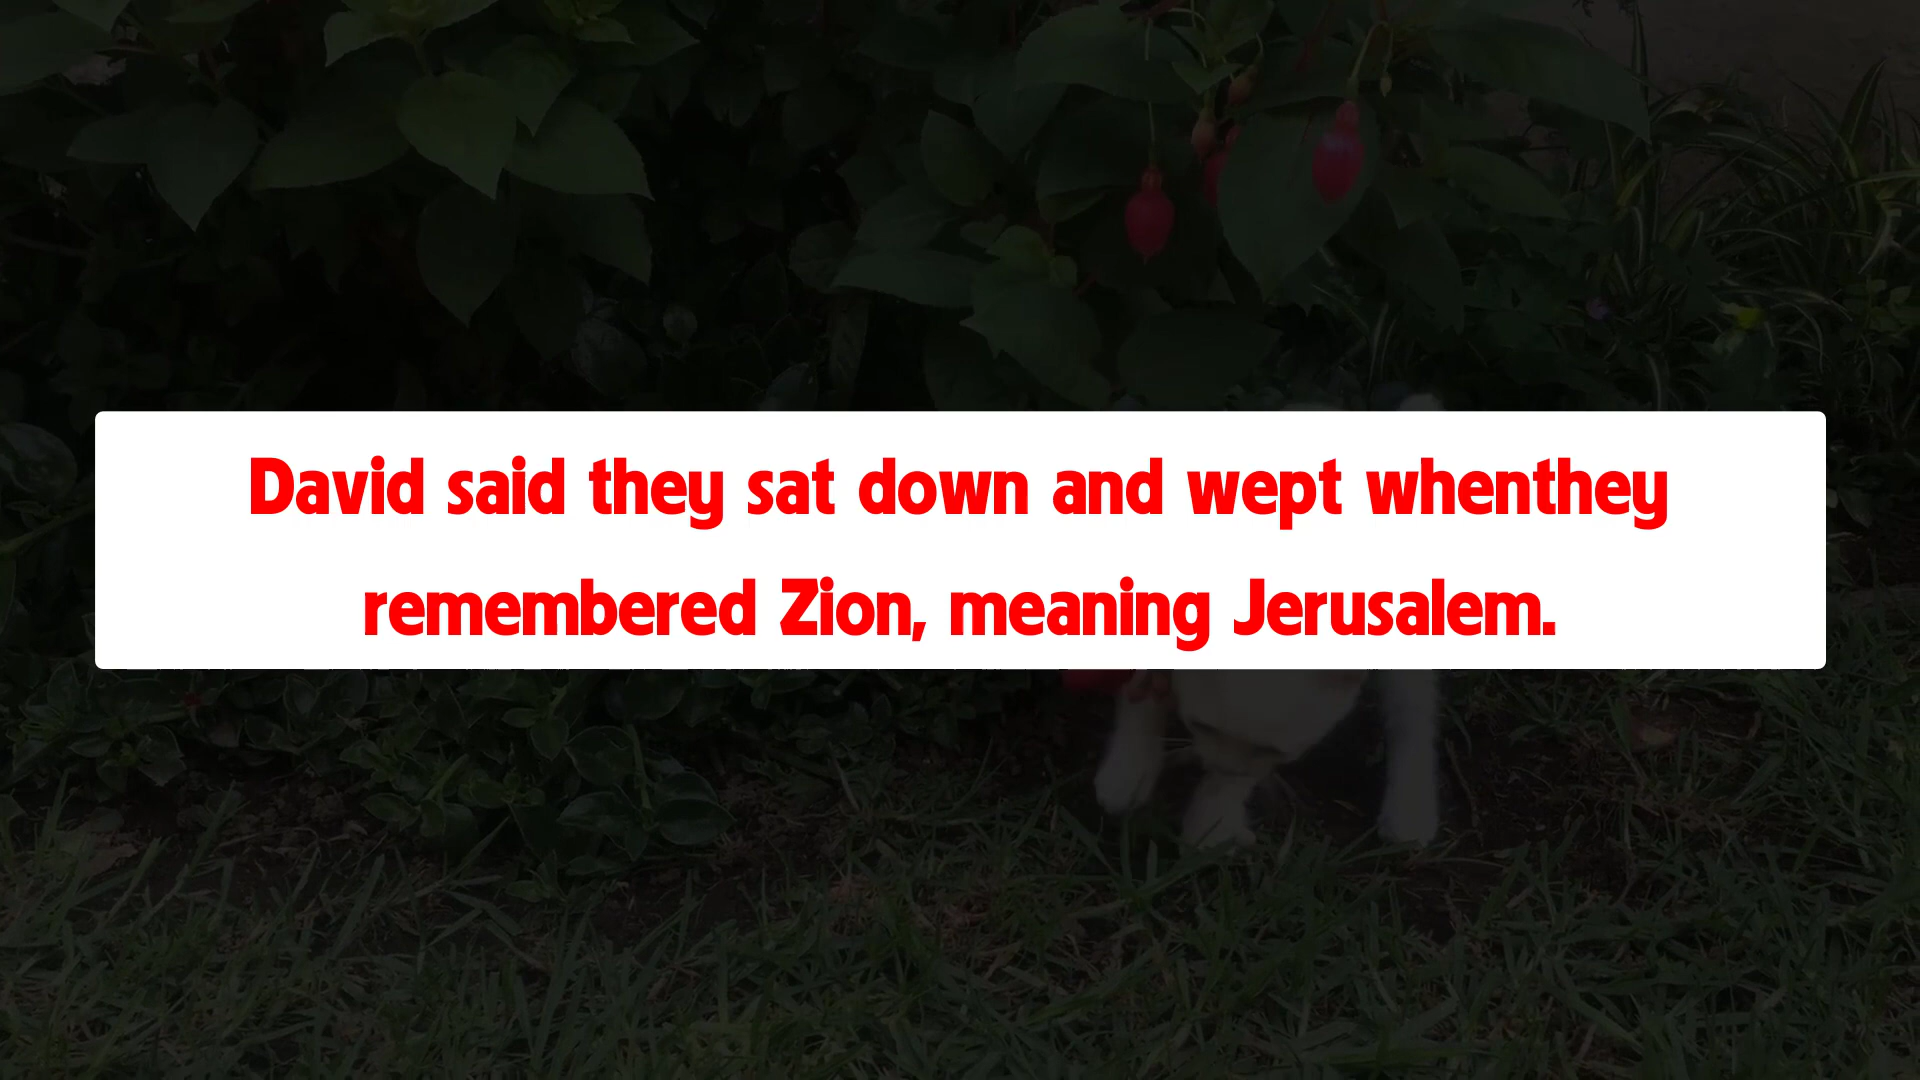 David said they sat down and wept whenthey
remembered Zion, meaning Jerusalem.